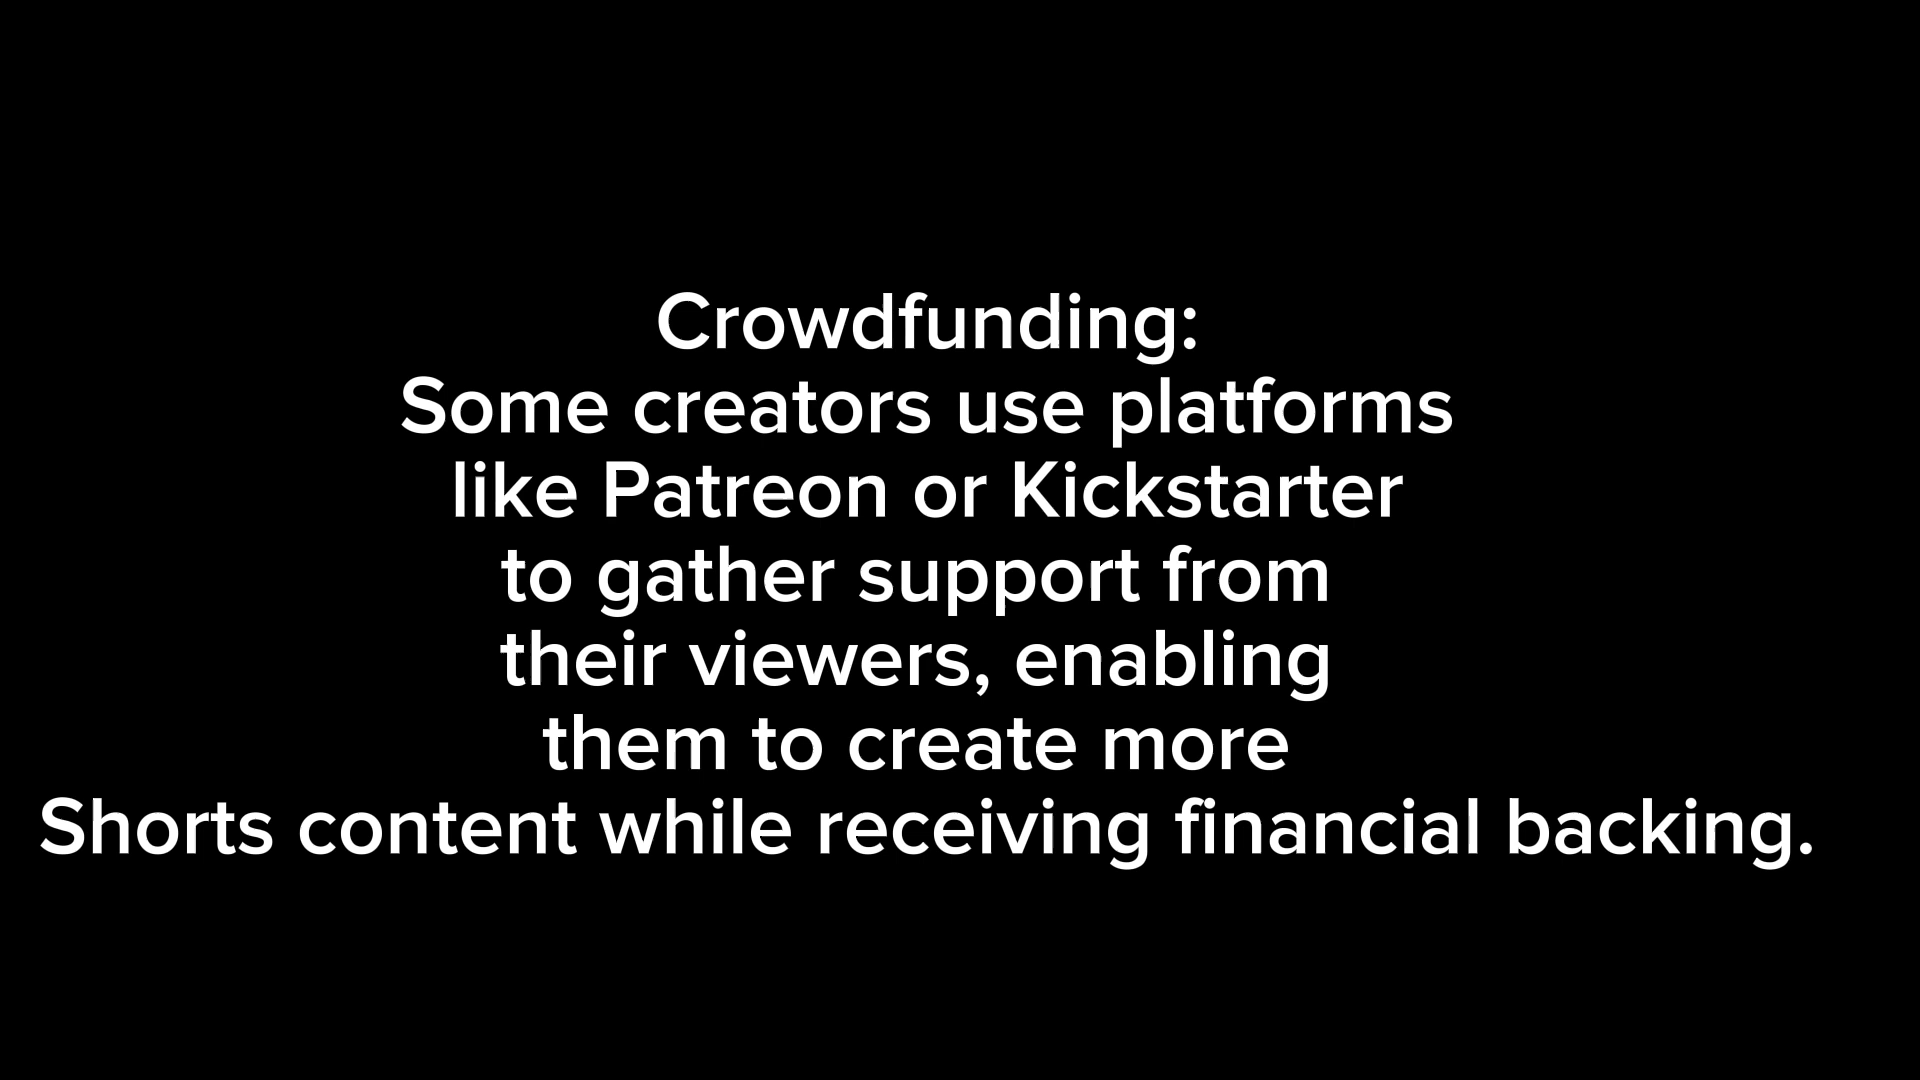 Crowdfunding:
Some creators use platforms
like Patreon or Kickstarter
to gather support from
their viewers, enabling
them to create more
Shorts content while receiving financial backing.